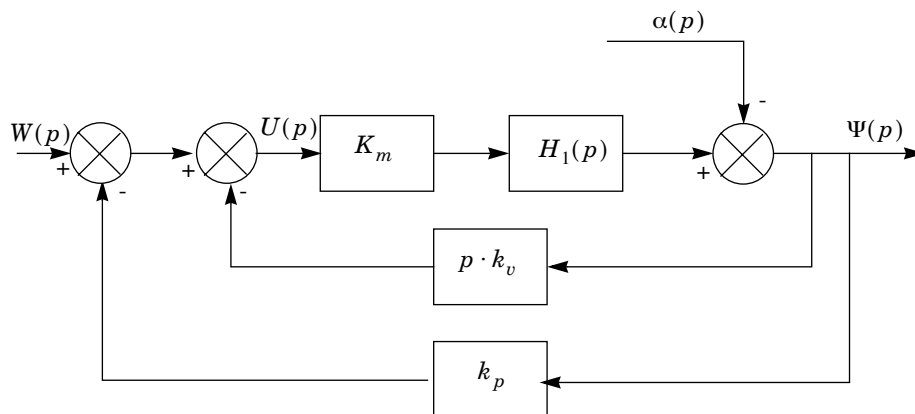 α(p)
W(p)
U(p)
K_m
H_1(p)
Ψ(p)
+
-
+
-
+
-
p · k_v
k_p